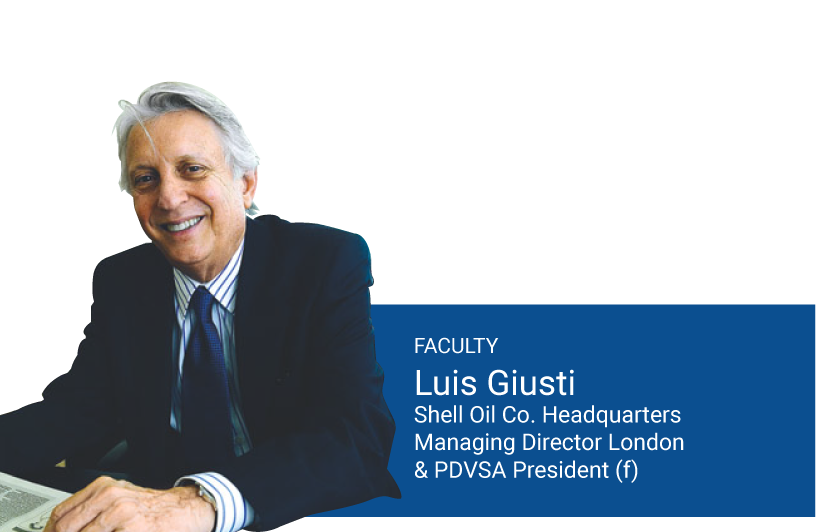 FACULTY
Luis Giusti
Shell Oil Co. Headquarters
Managing Director London
& PDVSA President (f)